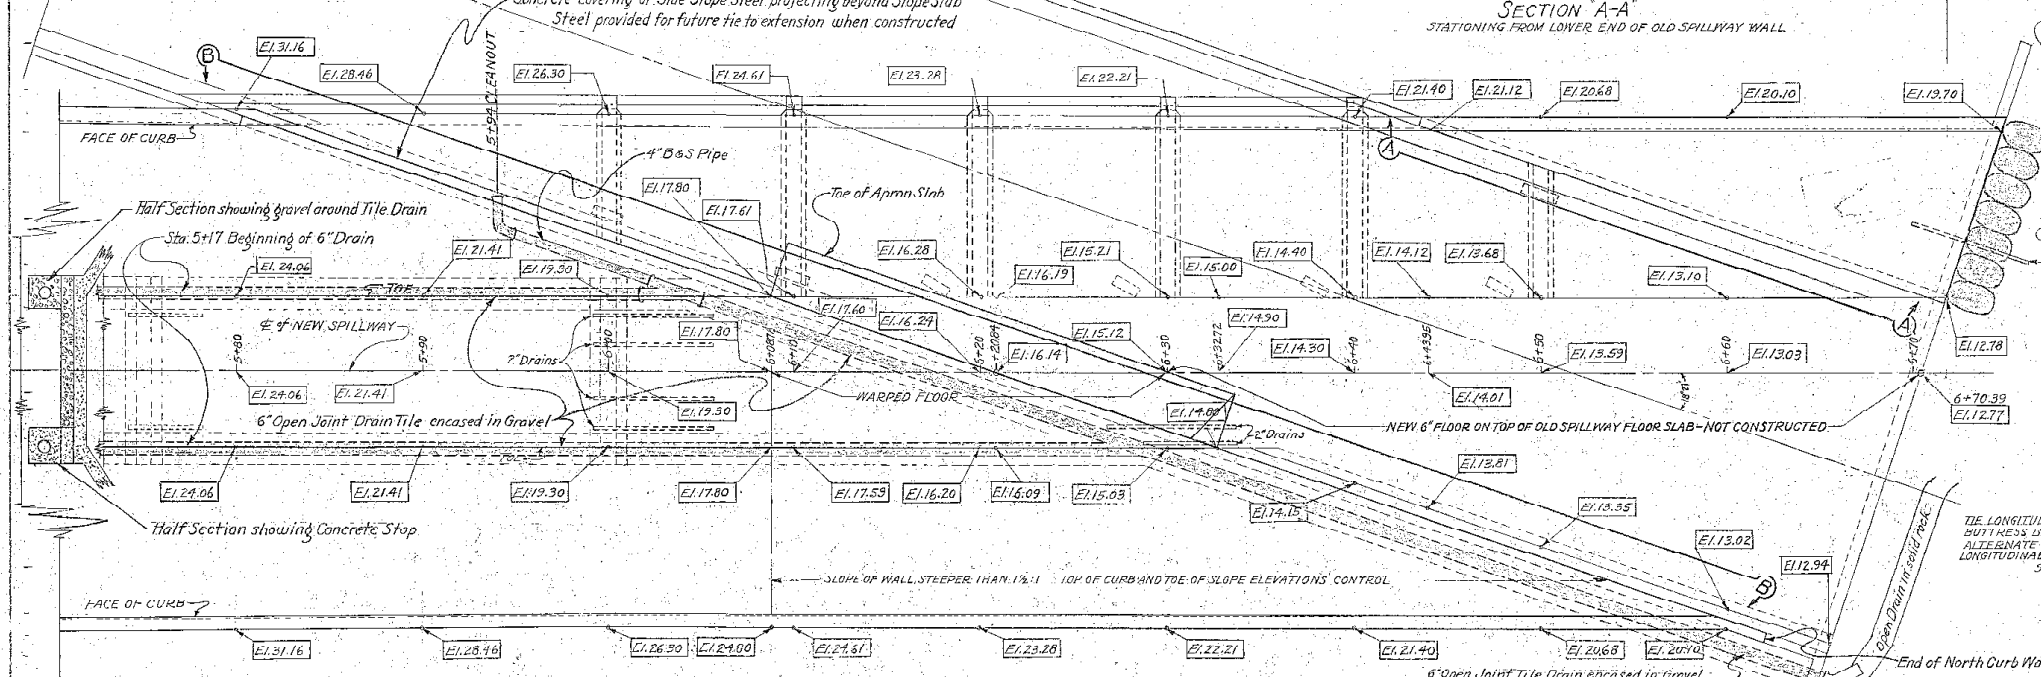 Concrete covering of Side Slope Steel projecting beyond Slope Slab
Steel provided for future tie to extension when constructed
SECTION "A-A"
STATIONING FROM LOWER END OF OLD SPILLWAY WALL
B
El. 31.16
El. 28.46
5+94 CLEANOUT
El. 26.30
El. 24.61
El. 23.28
El. 22.21
El. 21.40
El. 21.12
El. 20.68
El. 20.10
El. 19.70
FACE OF CURB
4" B&S Pipe
A
El. 17.80
Toe of Apron Slab
El. 17.61
Half Section showing gravel around Tile Drain
Sta. 5+17 Beginning of 6" Drain
El. 24.06
El. 21.41
El. 19.30
El. 16.28
El. 16.19
El. 15.21
El. 15.00
El. 14.40
El. 14.12
El. 13.68
El. 13.10
TOE
₵ of NEW SPILLWAY
El. 17.60
El. 16.24
El. 17.80
El. 15.12
El. 14.90
A
5+80
5+90
6+00
6+10
6+20
6+20.84
6+30
6+32.72
6+40
6+43.95
6+50
6+60
6+70
El. 12.78
2" Drains
El. 16.14
El. 14.30
El. 13.59
El. 13.03
El. 24.06
El. 21.41
El. 19.30
WARPED FLOOR
El. 14.01
6+70.39
El. 12.77
6" Open Joint Drain Tile encased in Gravel
El. 14.80
2" Drains
NEW 6" FLOOR ON TOP OF OLD SPILLWAY FLOOR SLAB - NOT CONSTRUCTED
TOE
El. 24.06
El. 21.41
El. 19.30
El. 17.80
El. 17.59
El. 16.20
El. 16.09
El. 15.03
El. 13.81
El. 14.15
El. 13.35
Half Section showing Concrete Stop
El. 13.02
El. 12.94
Open Drain in solid rock
ALTERNATE
SLOPE OF WALL STEEPER THAN 1½:1 TOP OF CURB AND TOE OF SLOPE ELEVATIONS CONTROL
B
FACE OF CURB
El. 31.16
El. 28.46
El. 26.30
El. 24.80
El. 24.61
El. 23.28
El. 22.21
El. 21.40
El. 20.68
El. 20.10
End of North Curb Wa
6" Open Joint Tile Drain encased in Gravel